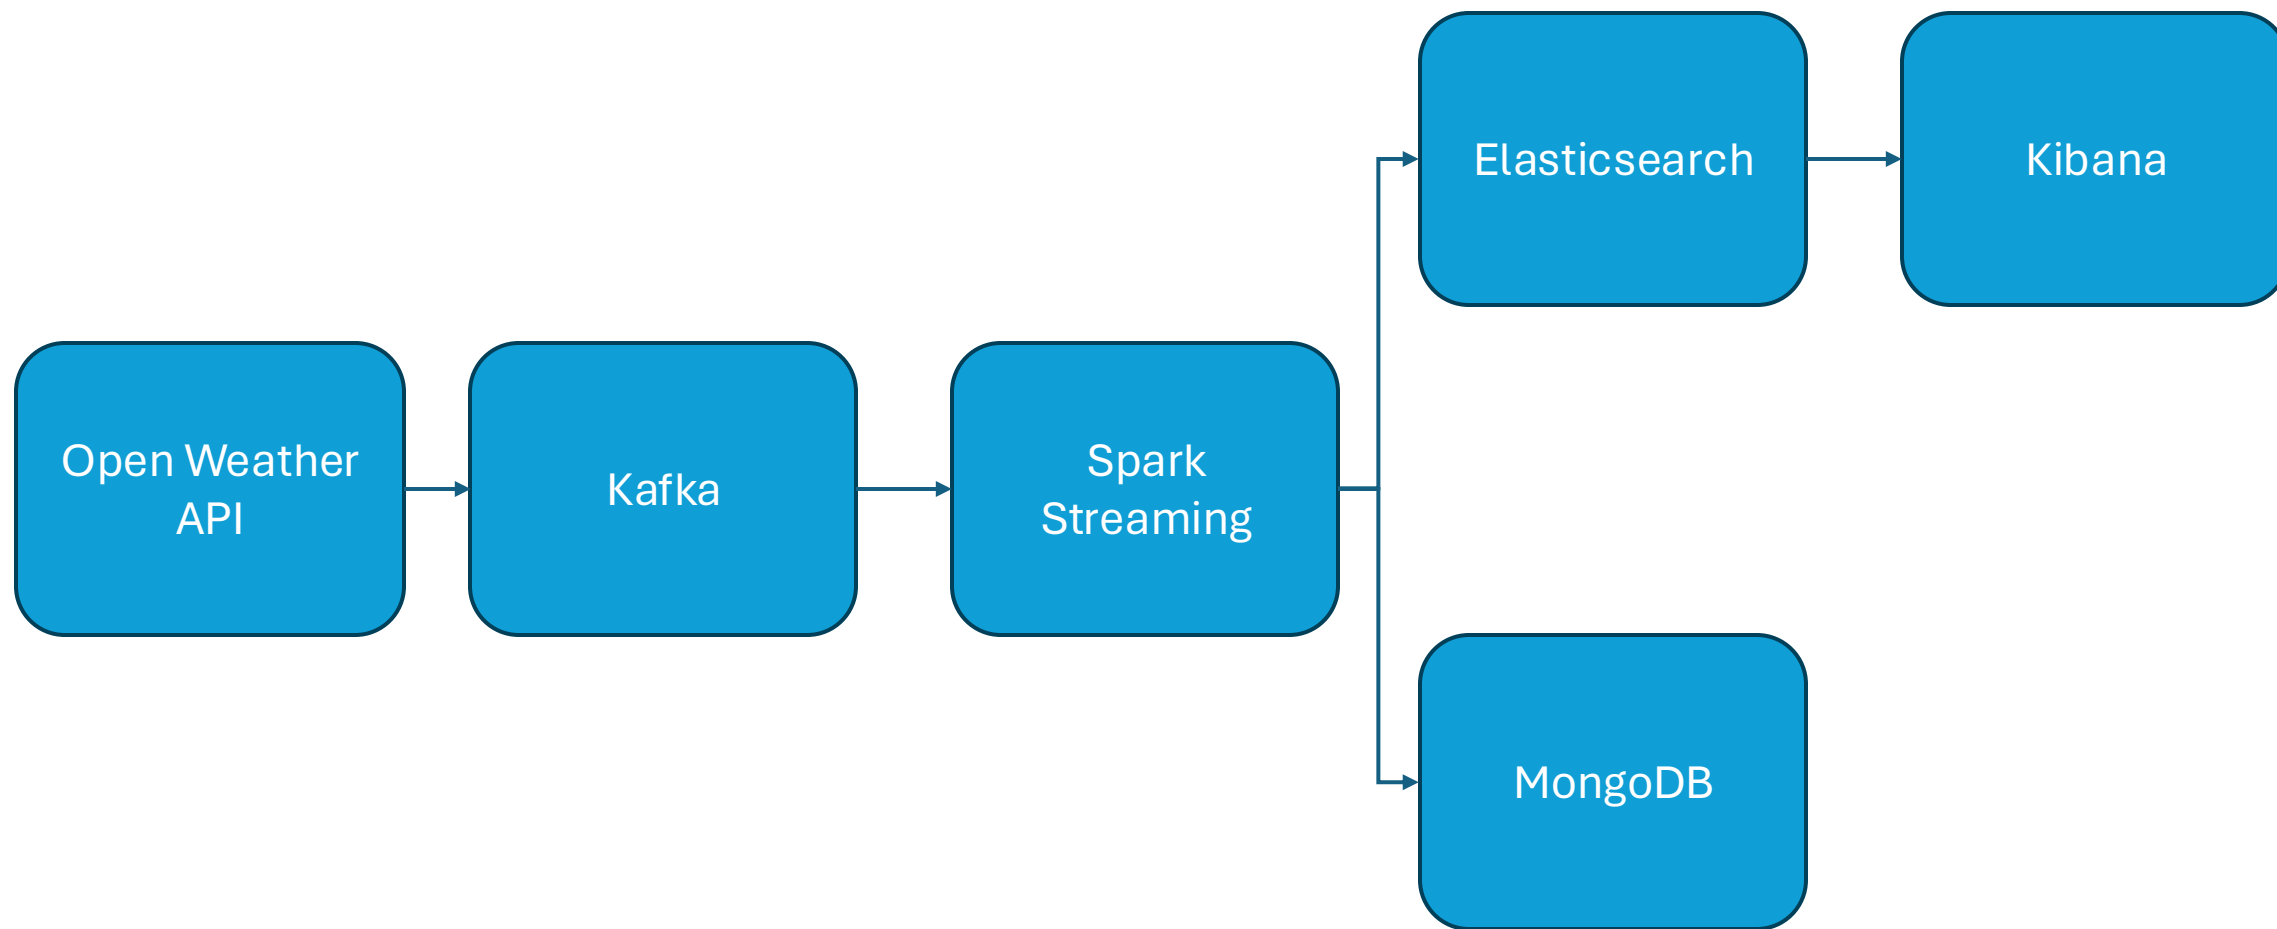 Open Weather
API
Kafka
Spark
Streaming
Elasticsearch
Kibana
MongoDB